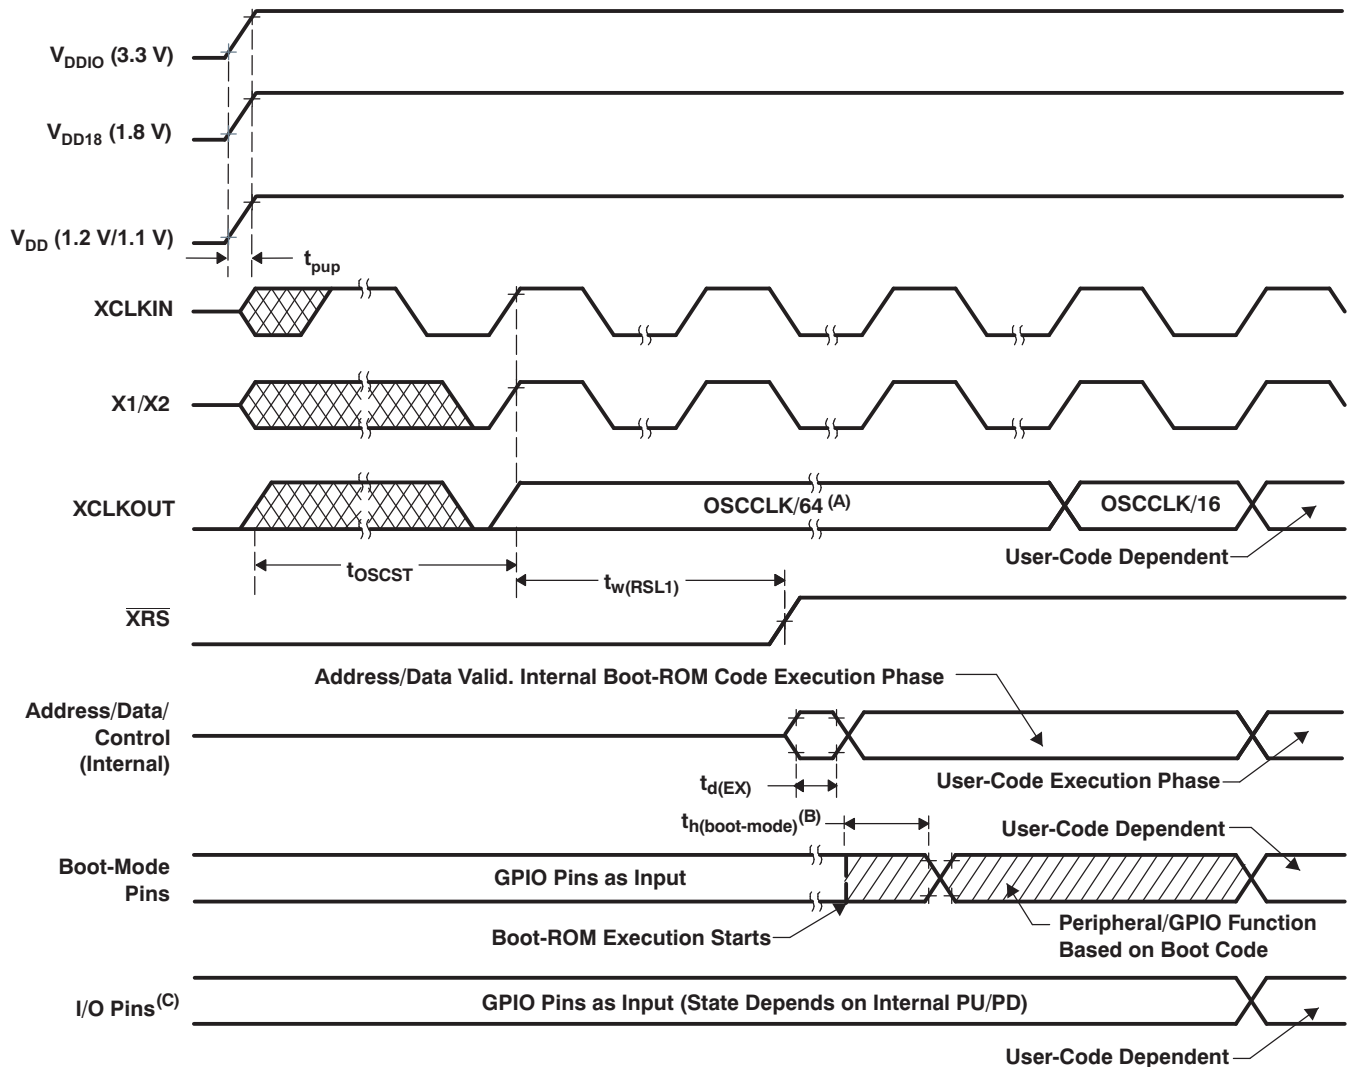 VDDIO (3.3 V)
VDD18 (1.8 V)
VDD (1.2 V/1.1 V)
tpup
XCLKIN
X1/X2
XCLKOUT
OSCCLK/64 (A)
OSCCLK/16
User-Code Dependent
tOSCST
tw(RSL1)
XRS
Address/Data Valid. Internal Boot-ROM Code Execution Phase
Address/Data/
Control
(Internal)
td(EX)
User-Code Execution Phase
th(boot-mode)(B)
User-Code Dependent
Boot-Mode
Pins
GPIO Pins as Input
Boot-ROM Execution Starts
Peripheral/GPIO Function
Based on Boot Code
I/O Pins(C)
GPIO Pins as Input (State Depends on Internal PU/PD)
User-Code Dependent